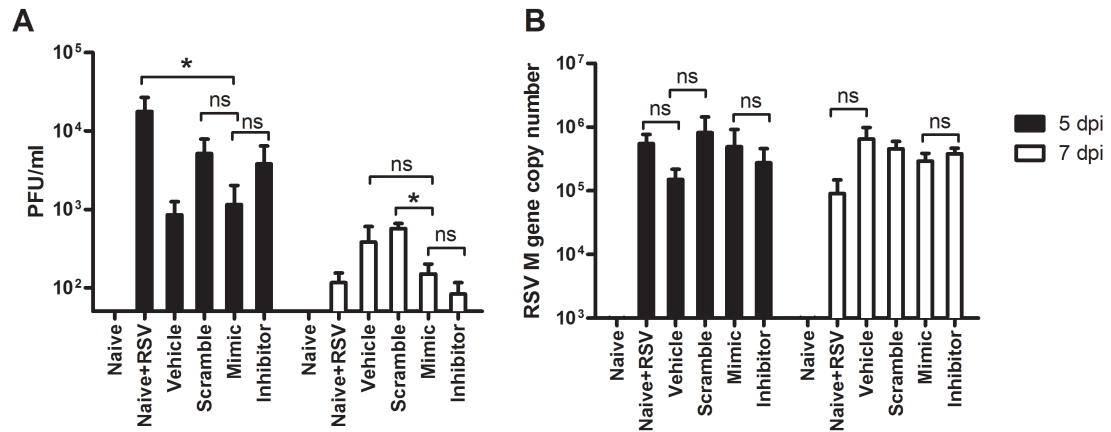 A
PFU/ml
10^5
10^4
10^3
10^2
*
ns
ns
ns
*
ns
Naive
Naive+RSV
Vehicle
Scramble
Mimic
Inhibitor
Naive
Naive+RSV
Vehicle
Scramble
Mimic
Inhibitor
B
RSV M gene copy number
10^7
10^6
10^5
10^4
10^3
ns
ns
ns
ns
ns
Naive
Naive+RSV
Vehicle
Scramble
Mimic
Inhibitor
Naive
Naive+RSV
Vehicle
Scramble
Mimic
Inhibitor
5 dpi
7 dpi